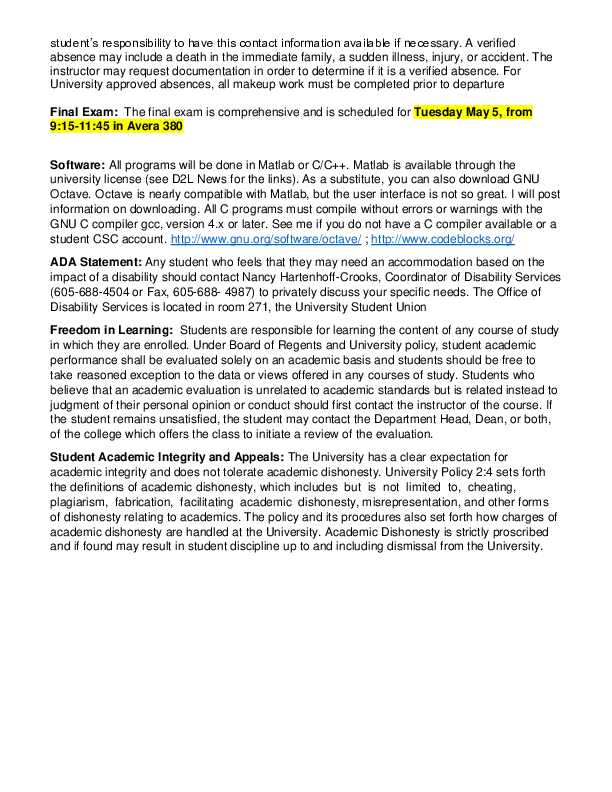 student's responsibility to have this contact information available if necessary. A verified
absence may include a death in the immediate family, a sudden illness, injury, or accident. The
instructor may request documentation in order to determine if it is a verified absence. For
University approved absences, all makeup work must be completed prior to departure
Final Exam: The final exam is comprehensive and is scheduled for Tuesday May 5, from
9:15-11:45 in Avera 380
Software: All programs will be done in Matlab or C/C++. Matlab is available through the
university license (see D2L News for the links). As a substitute, you can also download GNU
Octave. Octave is nearly compatible with Matlab, but the user interface is not so great. I will post
information on downloading. All C programs must compile without errors or warnings with the
GNU C compiler gcc, version 4.x or later. See me if you do not have a C compiler available or a
student CSC account. http://www.gnu.org/software/octave/ ; http://www.codeblocks.org/
ADA Statement: Any student who feels that they may need an accommodation based on the
impact of a disability should contact Nancy Hartenhoff-Crooks, Coordinator of Disability Services
(605-688-4504 or Fax, 605-688- 4987) to privately discuss your specific needs. The Office of
Disability Services is located in room 271, the University Student Union
Freedom in Learning: Students are responsible for learning the content of any course of study
in which they are enrolled. Under Board of Regents and University policy, student academic
performance shall be evaluated solely on an academic basis and students should be free to
take reasoned exception to the data or views offered in any courses of study. Students who
believe that an academic evaluation is unrelated to academic standards but is related instead to
judgment of their personal opinion or conduct should first contact the instructor of the course. If
the student remains unsatisfied, the student may contact the Department Head, Dean, or both,
of the college which offers the class to initiate a review of the evaluation.
Student Academic Integrity and Appeals: The University has a clear expectation for
academic integrity and does not tolerate academic dishonesty. University Policy 2:4 sets forth
the definitions of academic dishonesty, which includes but is not limited to, cheating,
plagiarism, fabrication, facilitating academic dishonesty, misrepresentation, and other forms
of dishonesty relating to academics. The policy and its procedures also set forth how charges of
academic dishonesty are handled at the University. Academic Dishonesty is strictly proscribed
and if found may result in student discipline up to and including dismissal from the University.